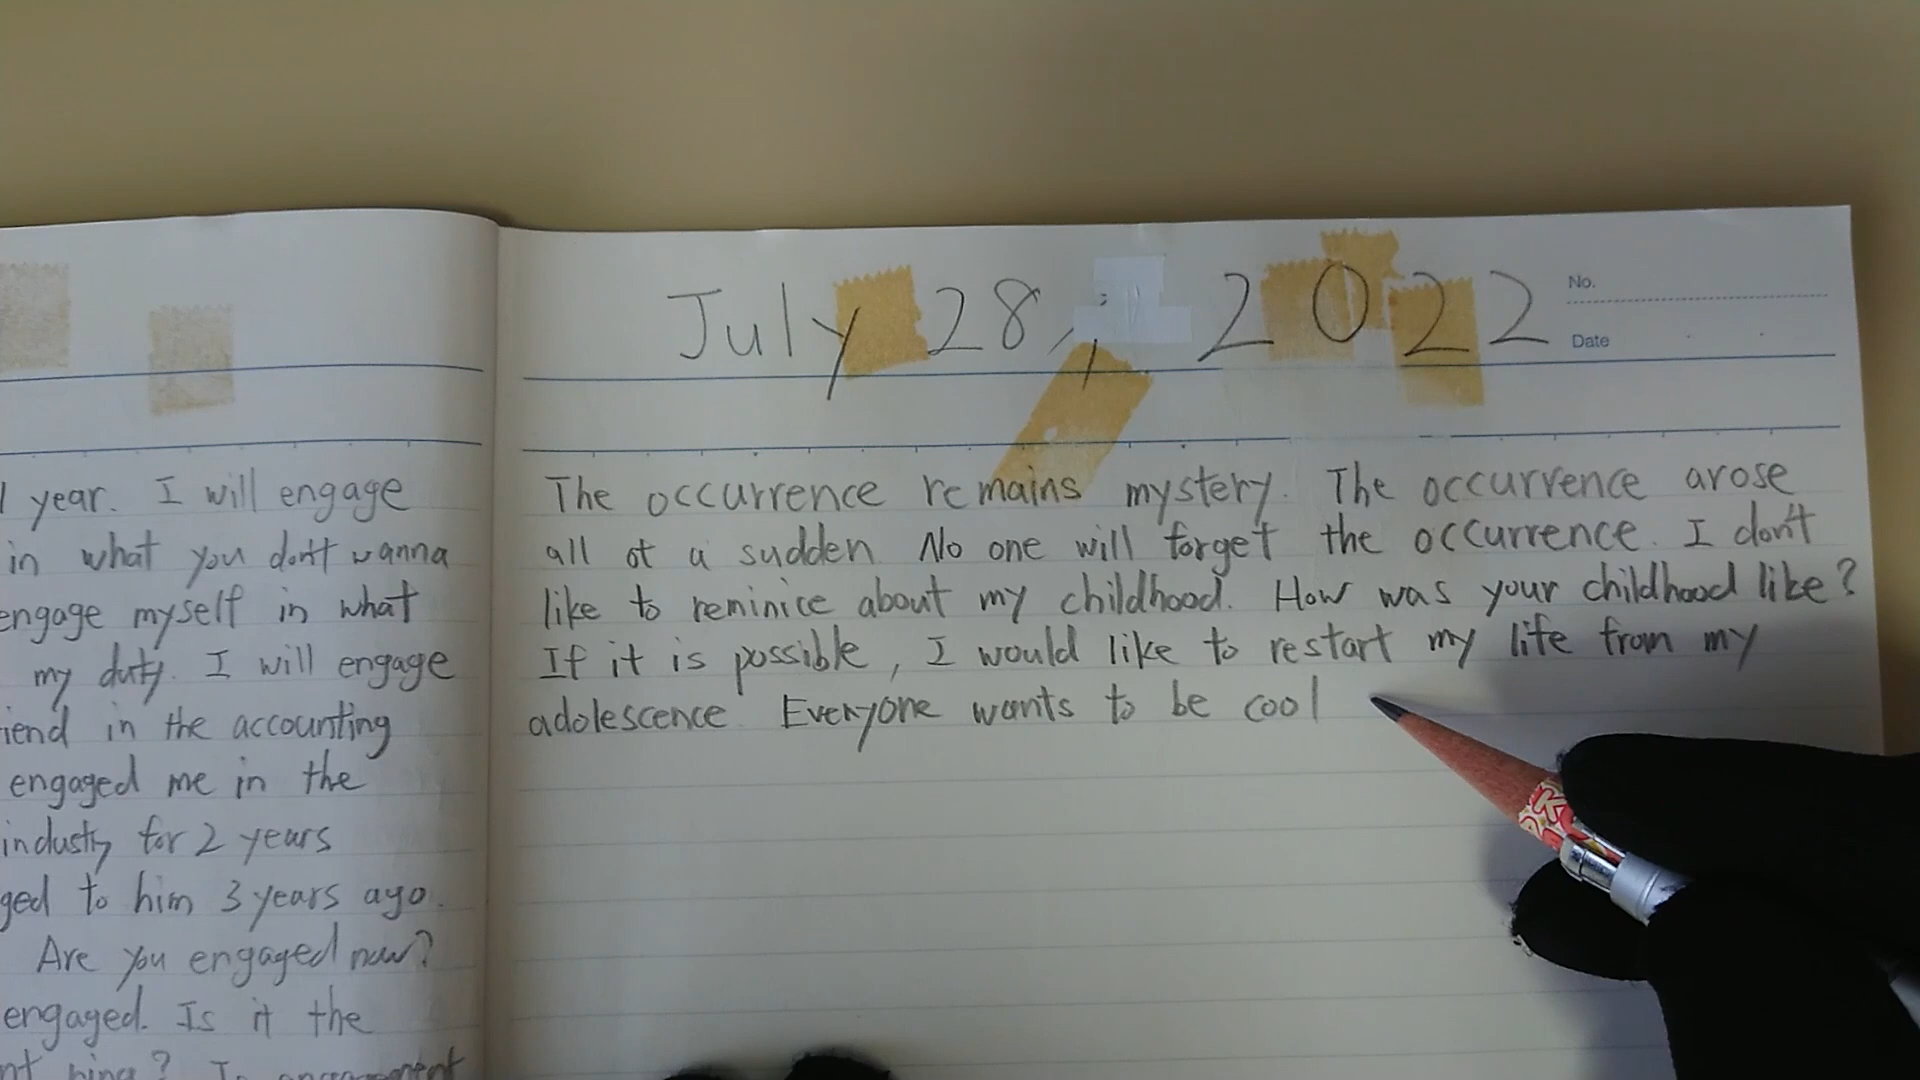 l year. I will engage
in what you don't wanna
engage myself in what
my duty. I will engage
iend in the accounting
engaged me in the
industry for 2 years
ged to him 3 years ago.
Are you engaged now?
engaged. Is it the
July 28, 2022
No.
Date
The occurrence remains mystery. The occurrence arose
all of a sudden. No one will forget the occurrence. I don't
like to reminice about my childhood. How was your childhood like?
If it is possible, I would like to restart my life from my
adolescence. Everyone wants to be cool